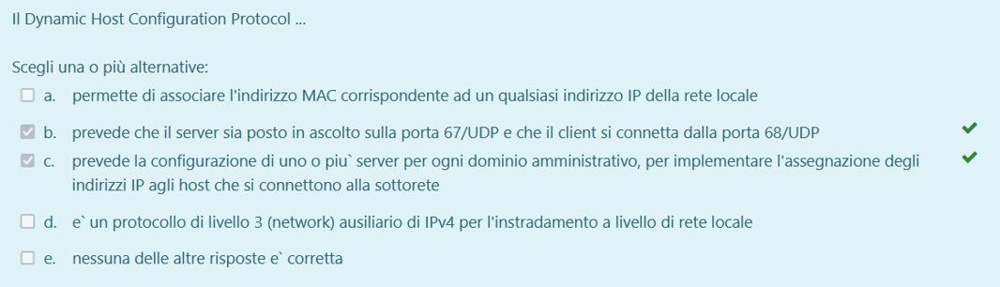 Il Dynamic Host Configuration Protocol ...
Scegli una o più alternative:
a. permette di associare l'indirizzo MAC corrispondente ad un qualsiasi indirizzo IP della rete locale
b. prevede che il server sia posto in ascolto sulla porta 67/UDP e che il client si connetta dalla porta 68/UDP
c. prevede la configurazione di uno o piu` server per ogni dominio amministrativo, per implementare l'assegnazione degli
indirizzi IP agli host che si connettono alla sottorete
d. e` un protocollo di livello 3 (network) ausiliario di IPv4 per l'instradamento a livello di rete locale
e. nessuna delle altre risposte e` corretta